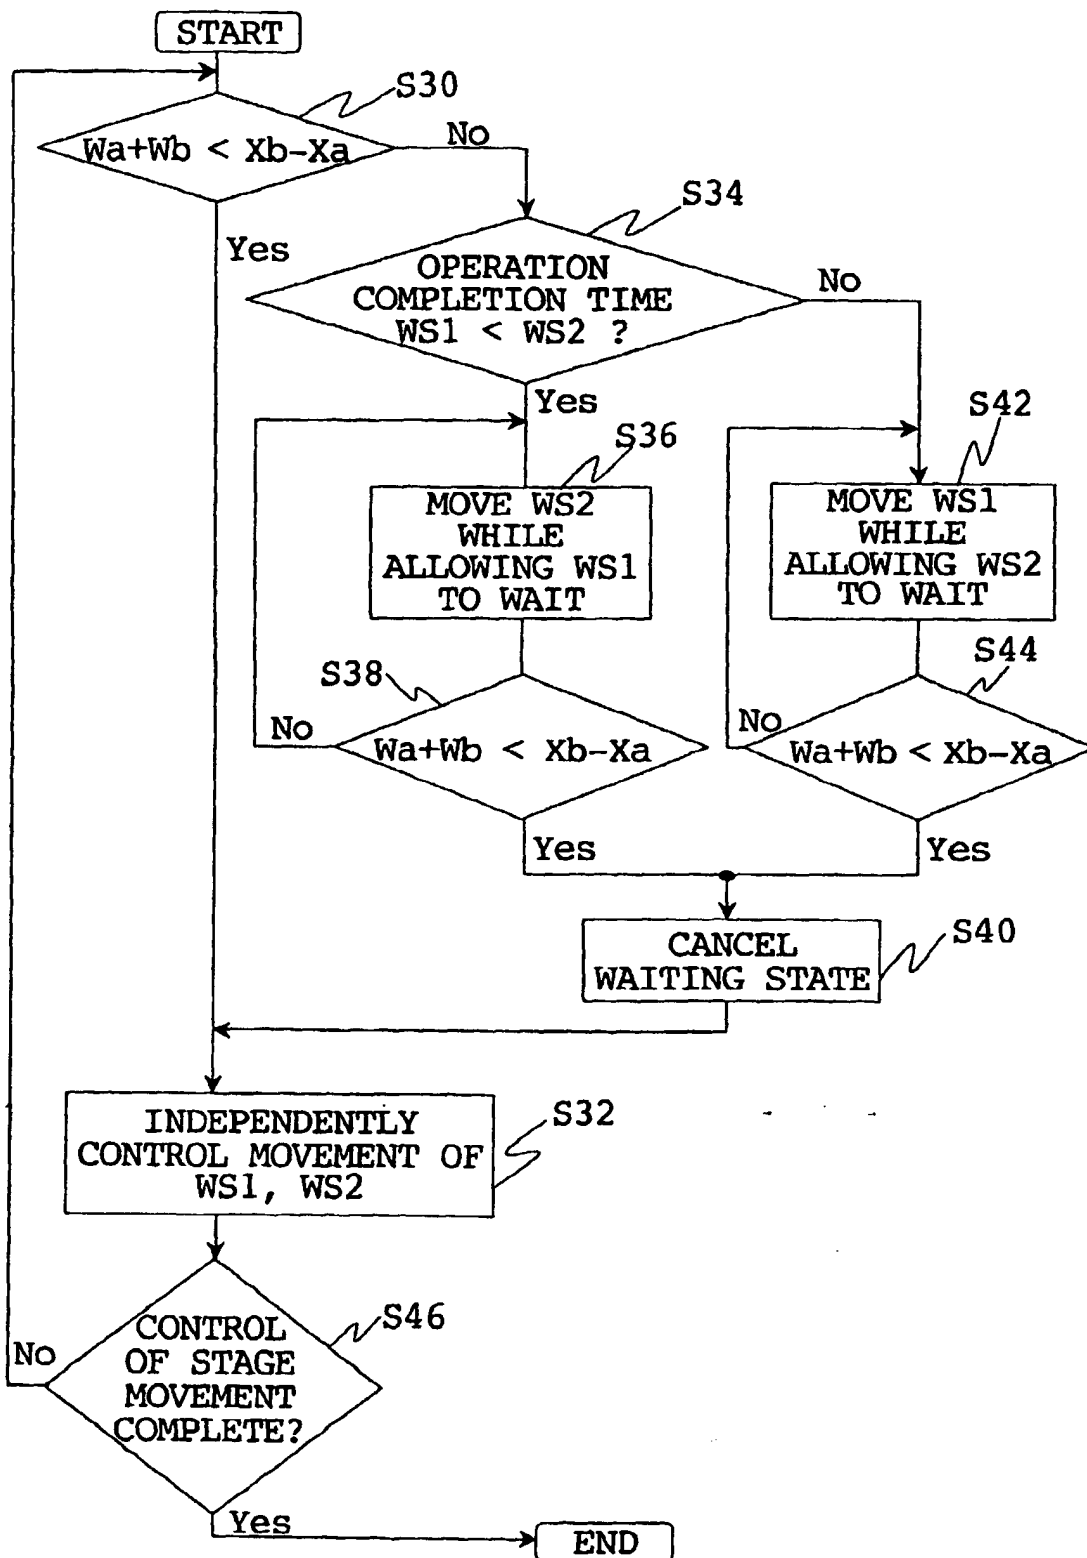 START
S30
Wa+Wb < Xb-Xa
No
S34
Yes
OPERATION
COMPLETION TIME
WS1 < WS2 ?
No
Yes
S42
S36
MOVE WS2
WHILE
ALLOWING WS1
TO WAIT
MOVE WS1
WHILE
ALLOWING WS2
TO WAIT
S38
S44
No
Wa+Wb < Xb-Xa
No
Wa+Wb < Xb-Xa
Yes
Yes
CANCEL
WAITING STATE
S40
INDEPENDENTLY
CONTROL MOVEMENT OF
WS1, WS2
S32
S46
CONTROL
OF STAGE
MOVEMENT
COMPLETE?
No
Yes
END